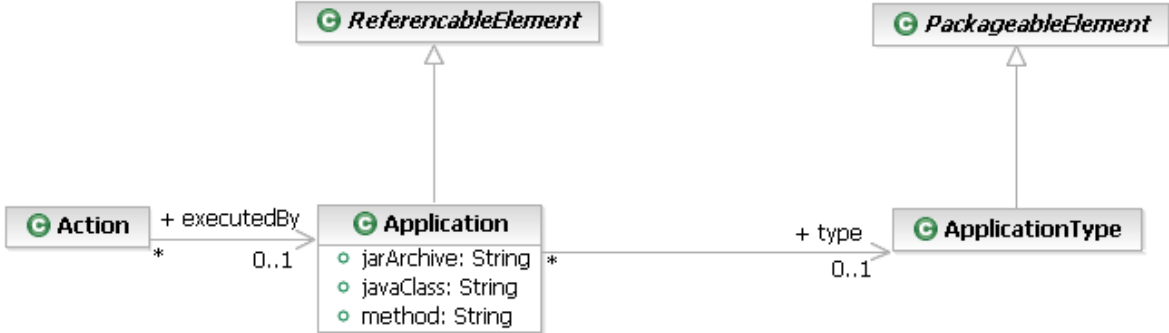 ReferencableElement
PackageableElement
Action
+ executedBy
*
0..1
Application
jarArchive: String
javaClass: String
method: String
*
+ type
0..1
ApplicationType